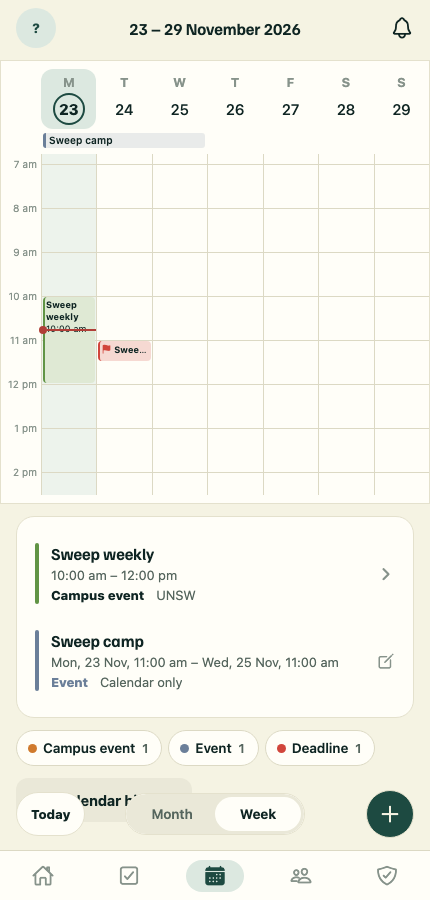 ?
23 – 29 November 2026
M T W T F S S
23 24 25 26 27 28 29
Sweep camp
7 am
8 am
9 am
10 am
Sweep
weekly
10:00 am
11 am
Swee...
12 pm
1 pm
2 pm
Sweep weekly
10:00 am – 12:00 pm
Campus event UNSW
Sweep camp
Mon, 23 Nov, 11:00 am – Wed, 25 Nov, 11:00 am
Event Calendar only
Campus event 1
Event 1
Deadline 1
Today
Month
Week